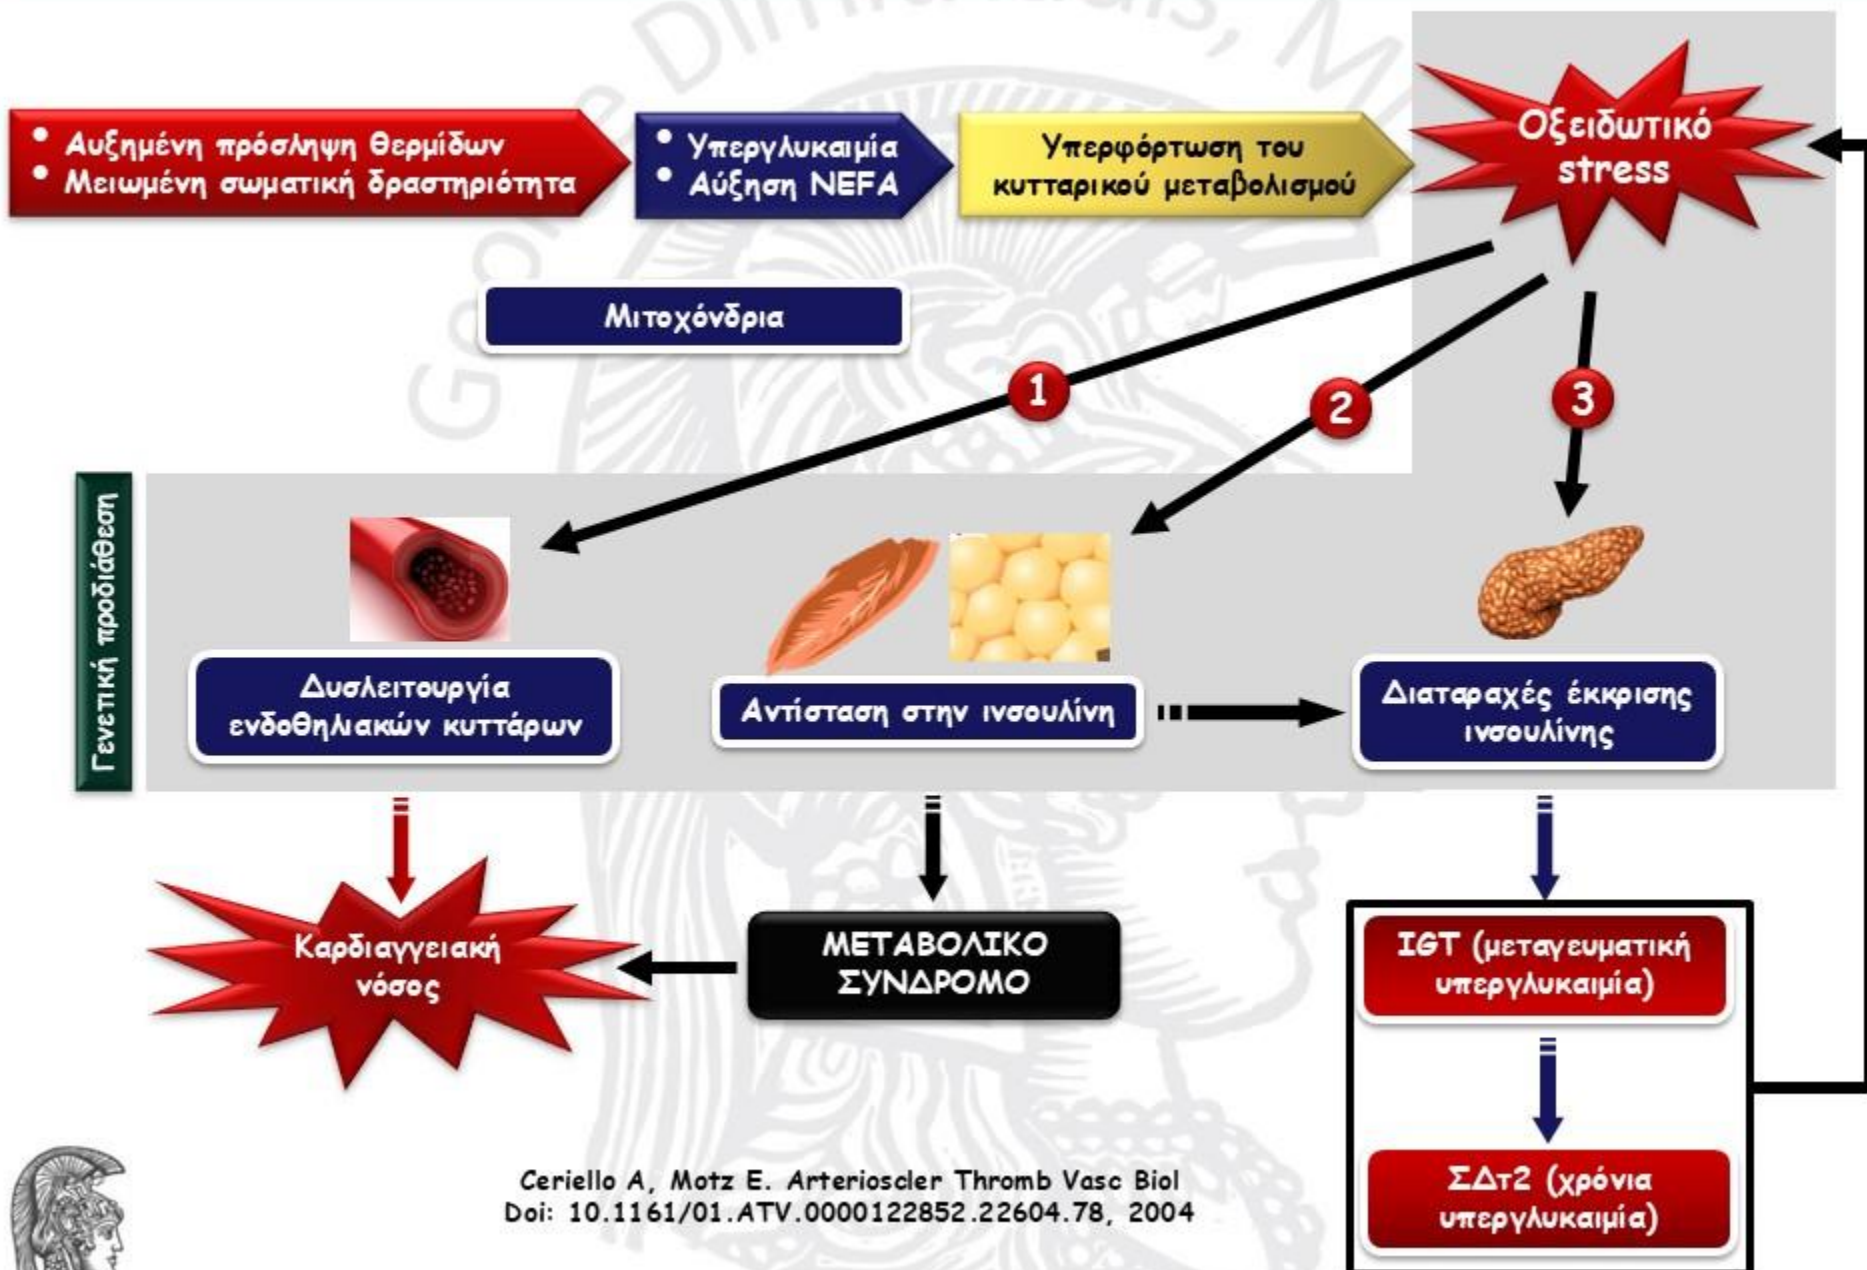 • Αυξημένη πρόσληψη θερμίδων
• Μειωμένη σωματική δραστηριότητα
• Υπεργλυκαιμία
• Αύξηση NEFA
Υπερφόρτωση του
κυτταρικού μεταβολισμού
Οξειδωτικό
stress
Μιτοχόνδρια
1
2
3
Γενετική προδιάθεση
Δυσλειτουργία
ενδοθηλιακών κυττάρων
Αντίσταση στην ινσουλίνη
Διαταραχές έκκρισης
ινσουλίνης
Καρδιαγγειακή
νόσος
ΜΕΤΑΒΟΛΙΚΟ
ΣΥΝΔΡΟΜΟ
IGT (μεταγευματική
υπεργλυκαιμία)
ΣΔτ2 (χρόνια
υπεργλυκαιμία)
Ceriello A, Motz E. Arterioscler Thromb Vasc Biol
Doi: 10.1161/01.ATV.0000122852.22604.78, 2004